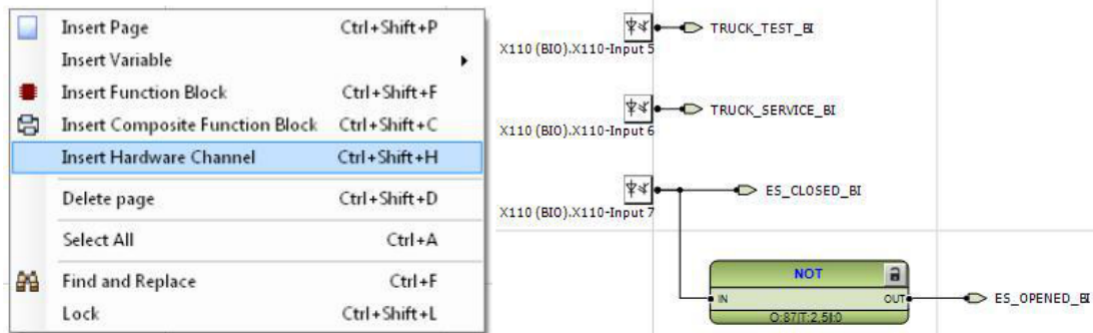 Insert Page Ctrl+Shift+P
Insert Variable
Insert Function Block Ctrl+Shift+F
Insert Composite Function Block Ctrl+Shift+C
Insert Hardware Channel Ctrl+Shift+H
Delete page Ctrl+Shift+D
Select All Ctrl+A
Find and Replace Ctrl+F
Lock Ctrl+Shift+L
TRUCK_TEST_BI
X110 (BIO).X110-Input 5
TRUCK_SERVICE_BI
X110 (BIO).X110-Input 6
ES_CLOSED_BI
X110 (BIO).X110-Input 7
NOT
IN OUT
ES_OPENED_BI